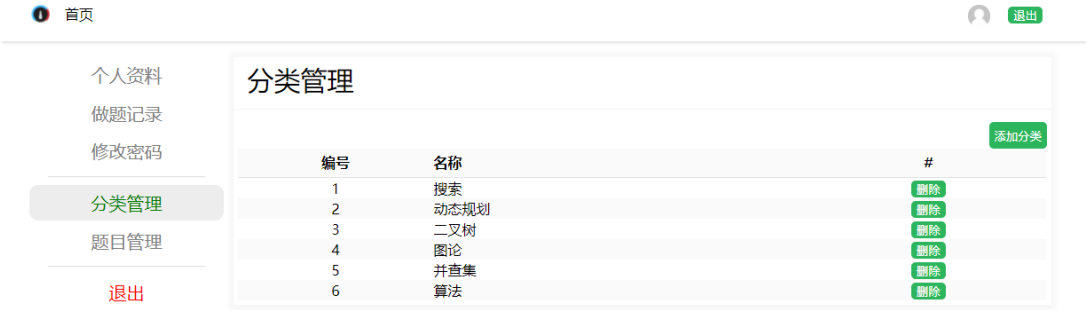 首页 退出
个人资料
做题记录
修改密码
分类管理
题目管理
退出
分类管理
添加分类
编号 名称 #
1 搜索 删除
2 动态规划 删除
3 二叉树 删除
4 图论 删除
5 并查集 删除
6 算法 删除